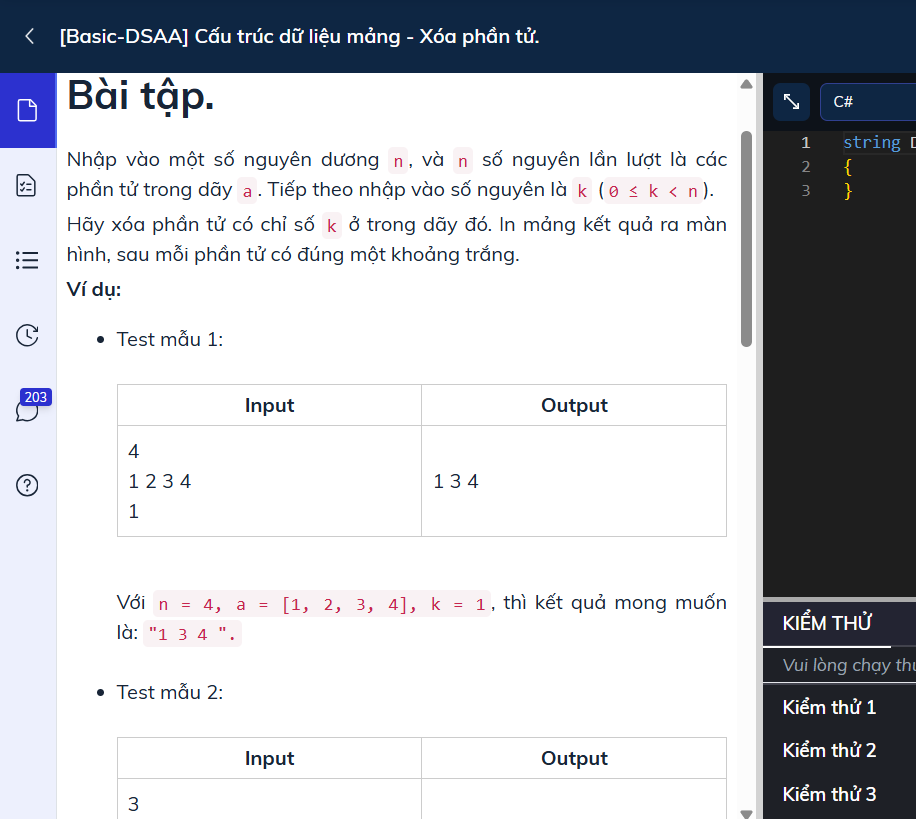 [Basic-DSAA] Cấu trúc dữ liệu mảng - Xóa phần tử.
Bài tập.
Nhập vào một số nguyên dương n, và n số nguyên lần lượt là các
phần tử trong dãy a. Tiếp theo nhập vào số nguyên là k (0 ≤ k < n).
Hãy xóa phần tử có chỉ số k ở trong dãy đó. In mảng kết quả ra màn
hình, sau mỗi phần tử có đúng một khoảng trắng.
Ví dụ:
• Test mẫu 1:
Input Output
4
1 2 3 4 1 3 4
1
Với n = 4, a = [1, 2, 3, 4], k = 1, thì kết quả mong muốn
là: "1 3 4 ".
• Test mẫu 2:
Input Output
3
203
C#
1 string
2 {
3 }
KIỂM THỬ
Vui lòng chạy
Kiểm thử 1
Kiểm thử 2
Kiểm thử 3